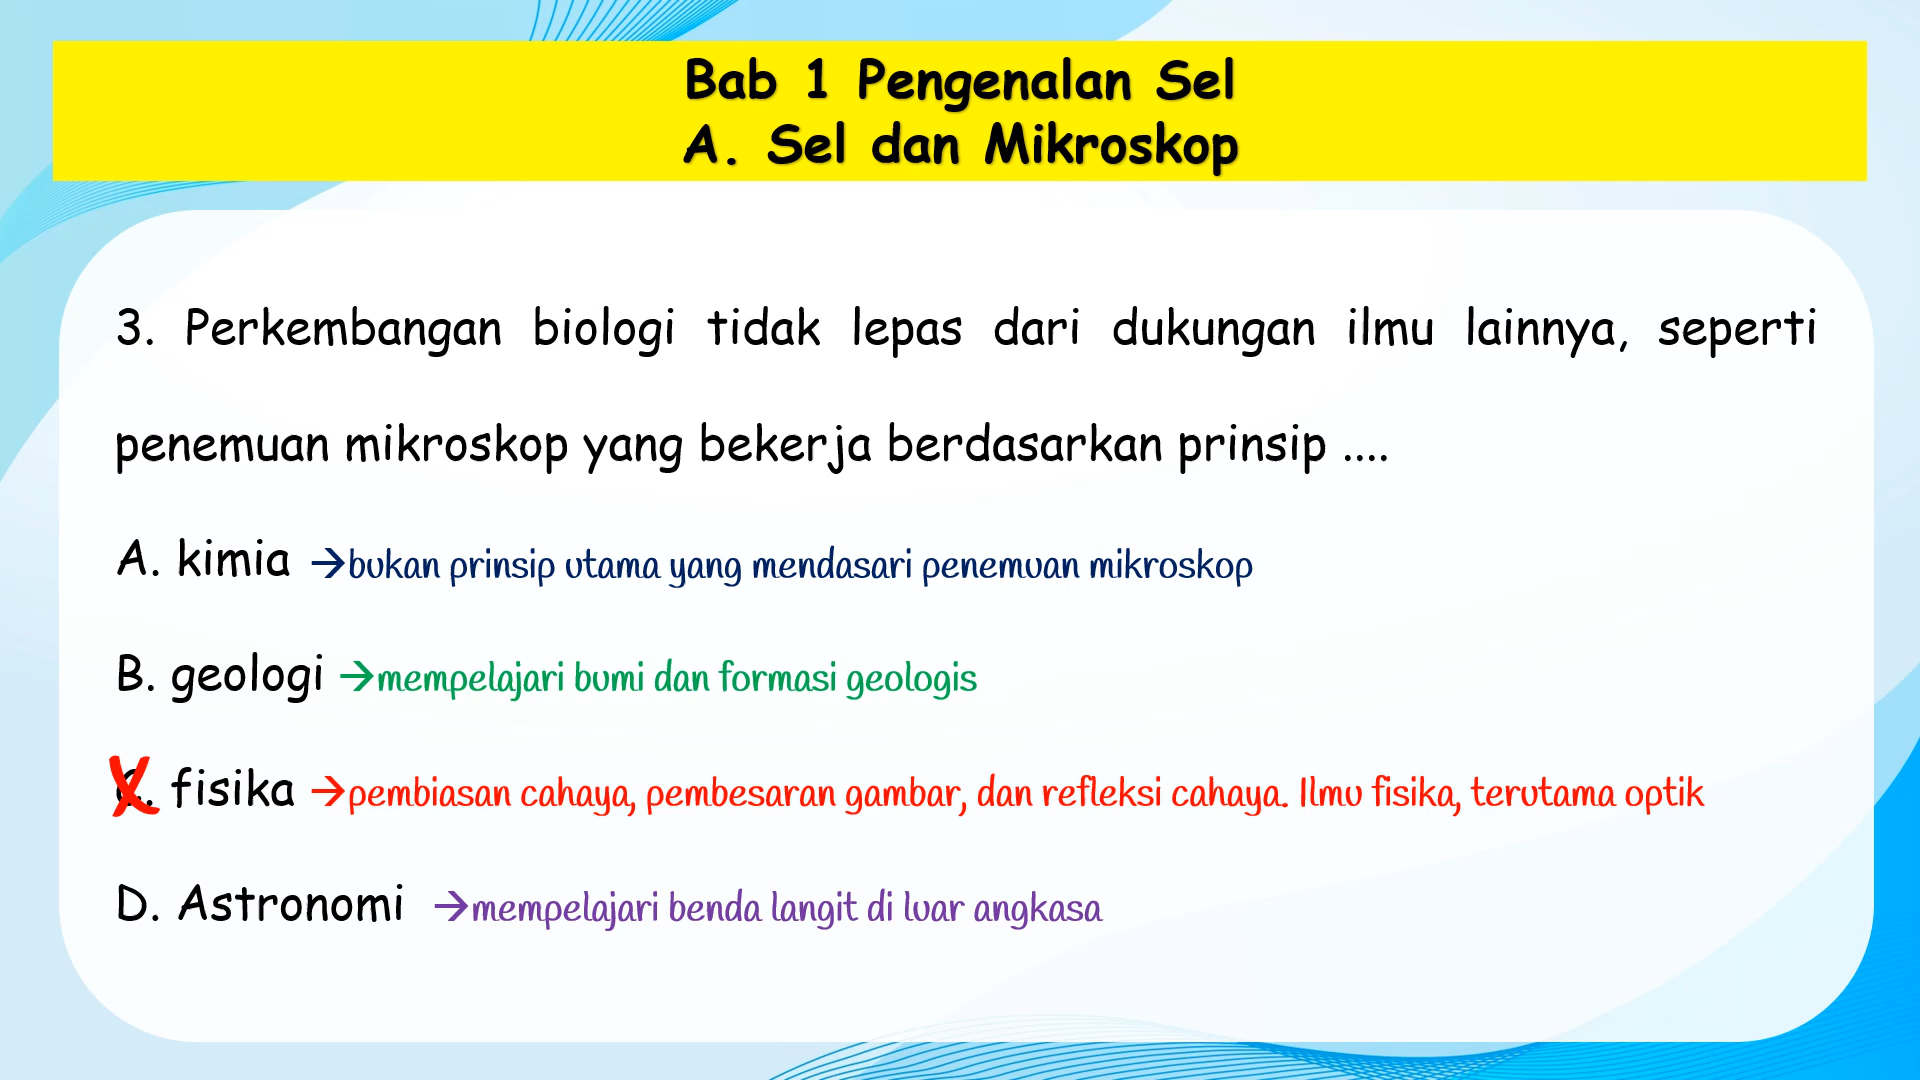 Bab 1 Pengenalan Sel
A. Sel dan Mikroskop
3. Perkembangan biologi tidak lepas dari dukungan ilmu lainnya, seperti
penemuan mikroskop yang bekerja berdasarkan prinsip ....
A. kimia →bukan prinsip utama yang mendasari penemuan mikroskop
B. geologi →mempelajari bumi dan formasi geologis
C. fisika →pembiasan cahaya, pembesaran gambar, dan refleksi cahaya. Ilmu fisika, terutama optik
D. Astronomi →mempelajari benda langit di luar angkasa